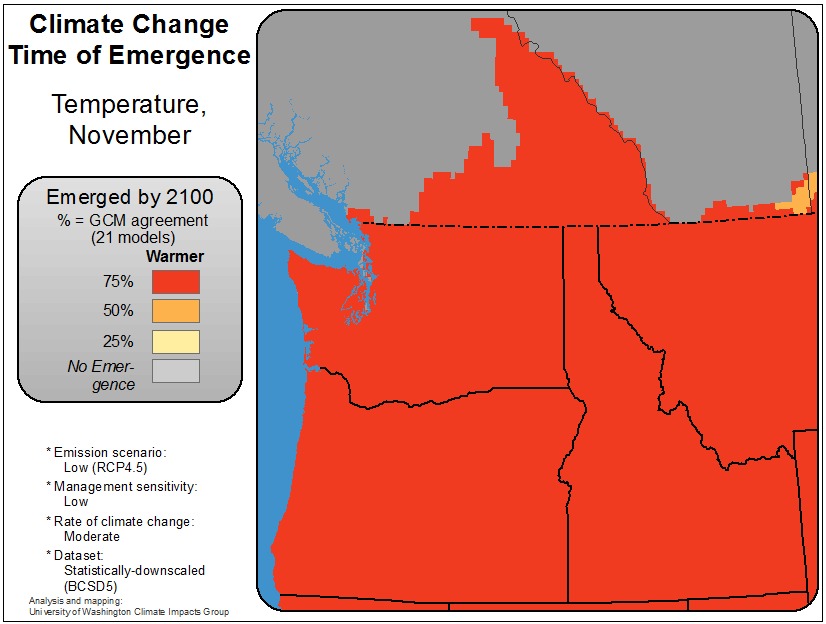 Climate Change
Time of Emergence
Temperature,
November
Emerged by 2100
% = GCM agreement
(21 models)
Warmer
75%
50%
25%
No Emer-
gence
* Emission scenario:
Low (RCP4.5)
* Management sensitivity:
Low
* Rate of climate change:
Moderate
* Dataset:
Statistically-downscaled
(BCSD5)
Analysis and mapping:
University of Washington Climate Impacts Group